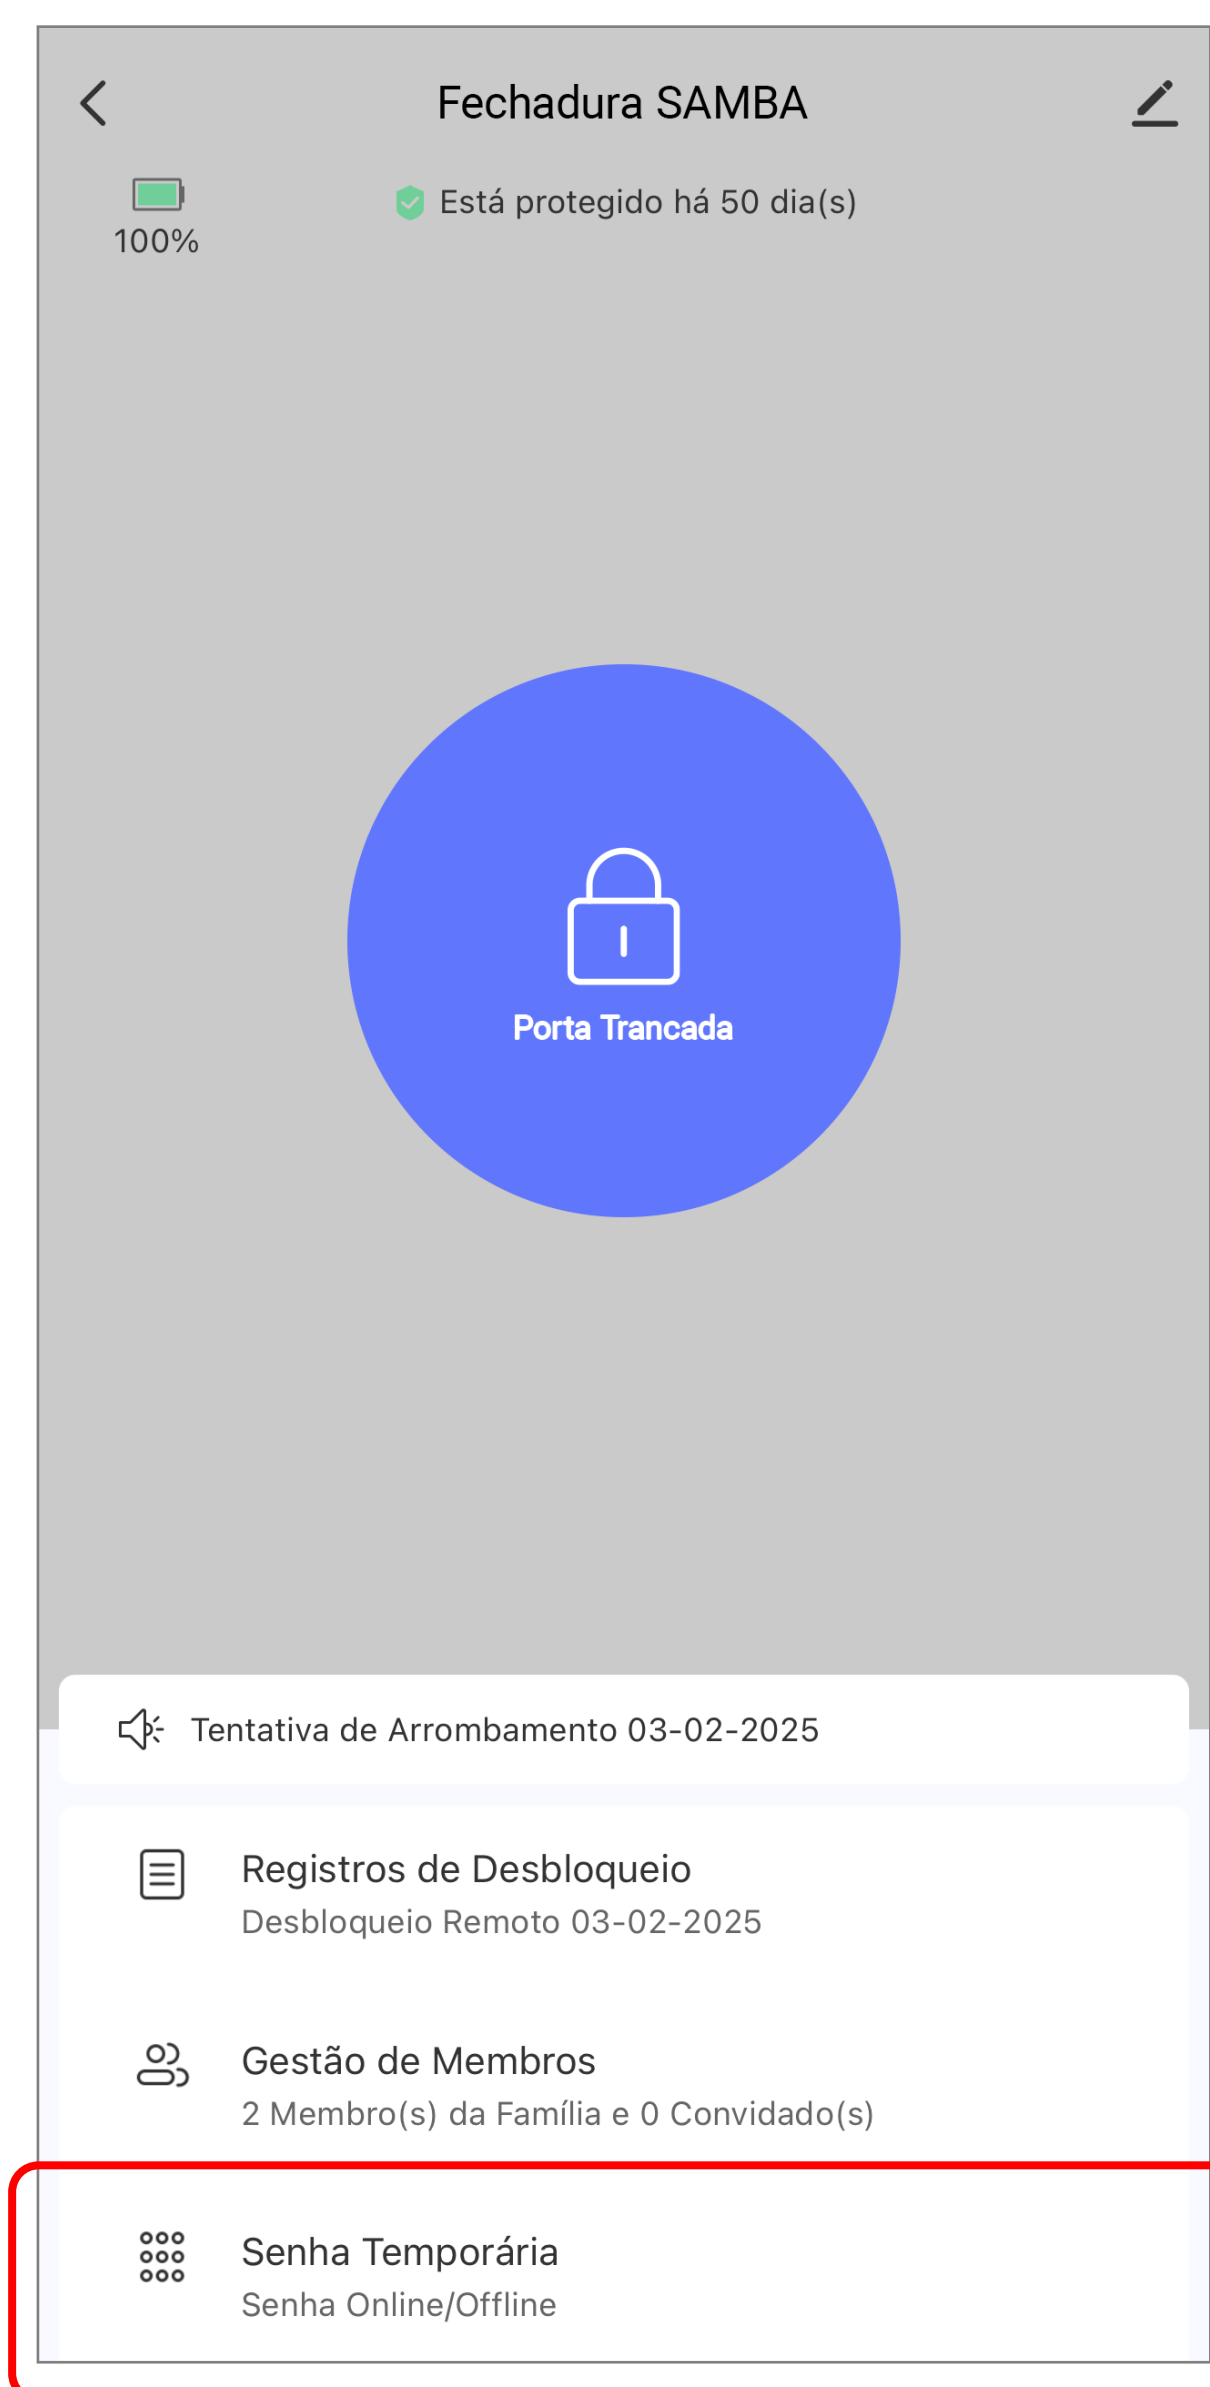 Fechadura SAMBA
100%
Está protegido há 50 dia(s)
Porta Trancada
Tentativa de Arrombamento 03-02-2025
Registros de Desbloqueio
Desbloqueio Remoto 03-02-2025
Gestão de Membros
2 Membro(s) da Família e 0 Convidado(s)
Senha Temporária
Senha Online/Offline